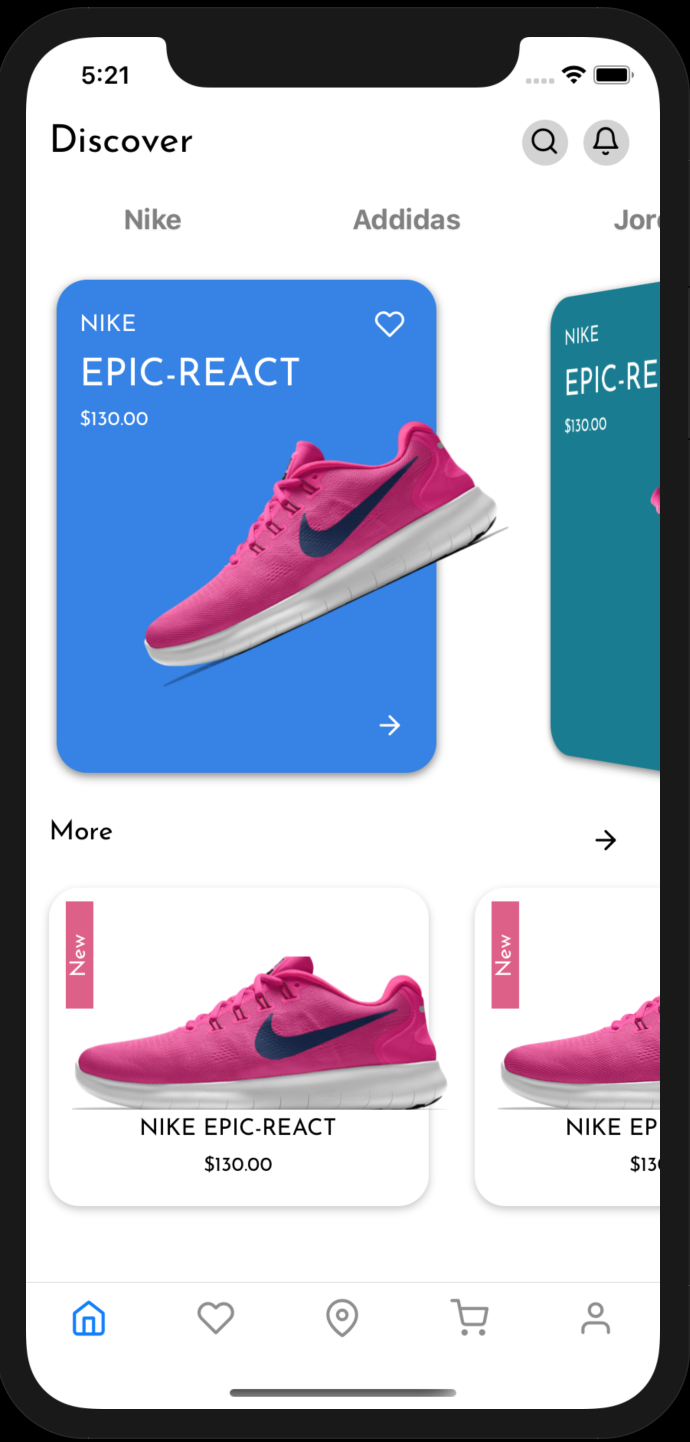 5:21
Discover
Nike Addidas Jor
NIKE
EPIC-REACT
$130.00
NIKE
EPIC-RE
$130.00
More
New
NIKE EPIC-REACT
$130.00
New
NIKE EP
$130